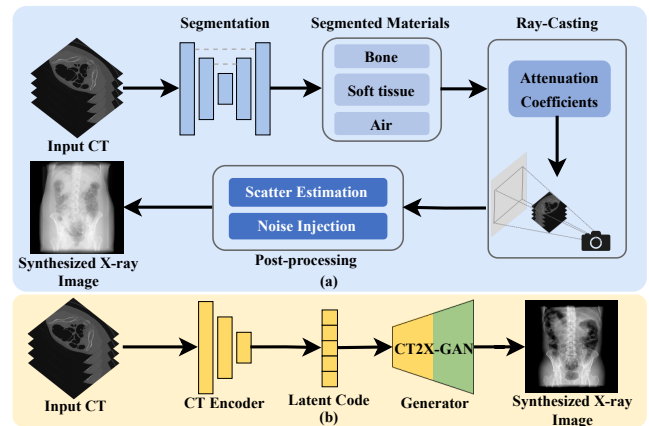 Segmentation
Segmented Materials
Ray-Casting
Input CT
Bone
Soft tissue
Air
Attenuation
Coefficients
Synthesized X-ray
Image
Scatter Estimation
Noise Injection
Post-processing
(a)
Input CT
CT Encoder
Latent Code
CT2X-GAN
Generator
Synthesized X-ray
Image
(b)